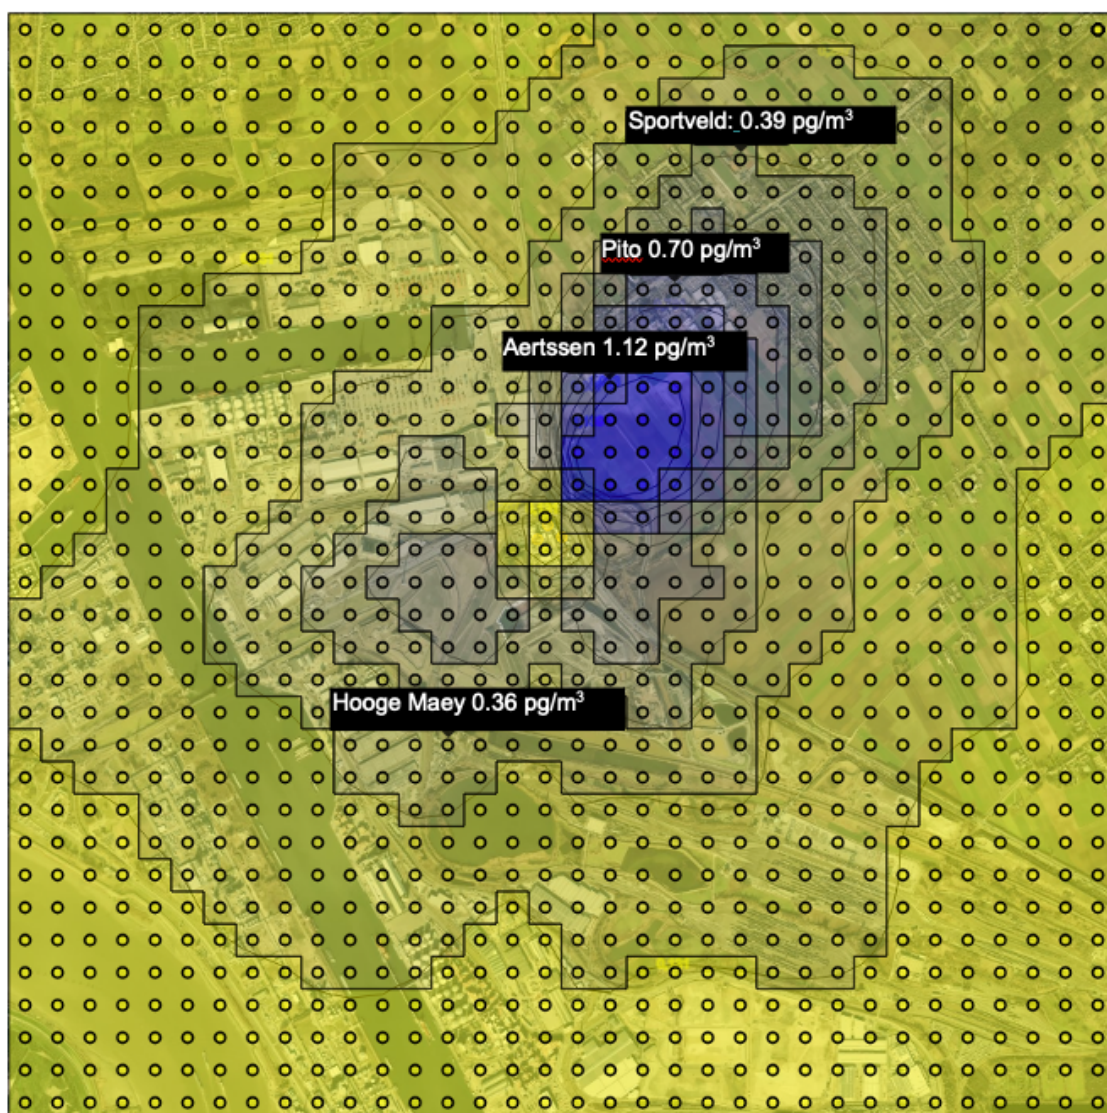 Sportveld: 0.39 pg/m³
Pito 0.70 pg/m³
Aertssen 1.12 pg/m³
Hooge Maey 0.36 pg/m³